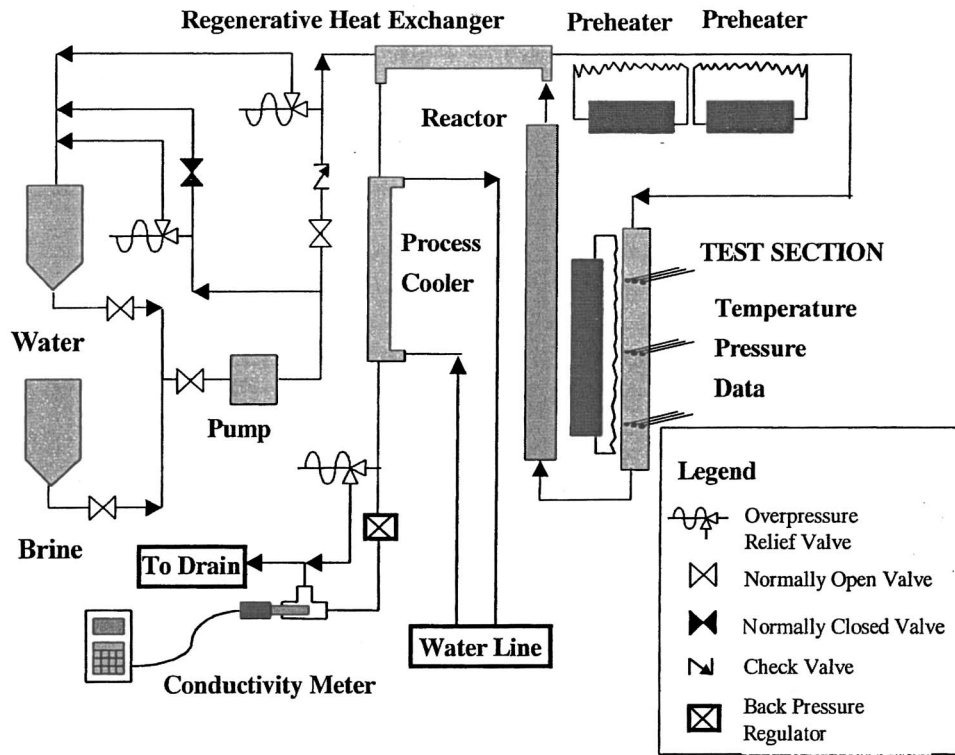 Regenerative Heat Exchanger
Preheater
Preheater
Reactor
Process
Cooler
TEST SECTION
Temperature
Pressure
Data
Water
Pump
Brine
To Drain
Water Line
Conductivity Meter
Legend
Overpressure
Relief Valve
Normally Open Valve
Normally Closed Valve
Check Valve
Back Pressure
Regulator